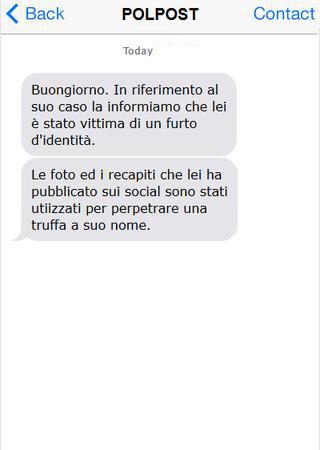 Back POLPOST Contact
Today
Buongiorno. In riferimento al
suo caso la informiamo che lei
è stato vittima di un furto
d'identità.
Le foto ed i recapiti che lei ha
pubblicato sui social sono stati
utiizzati per perpetrare una
truffa a suo nome.